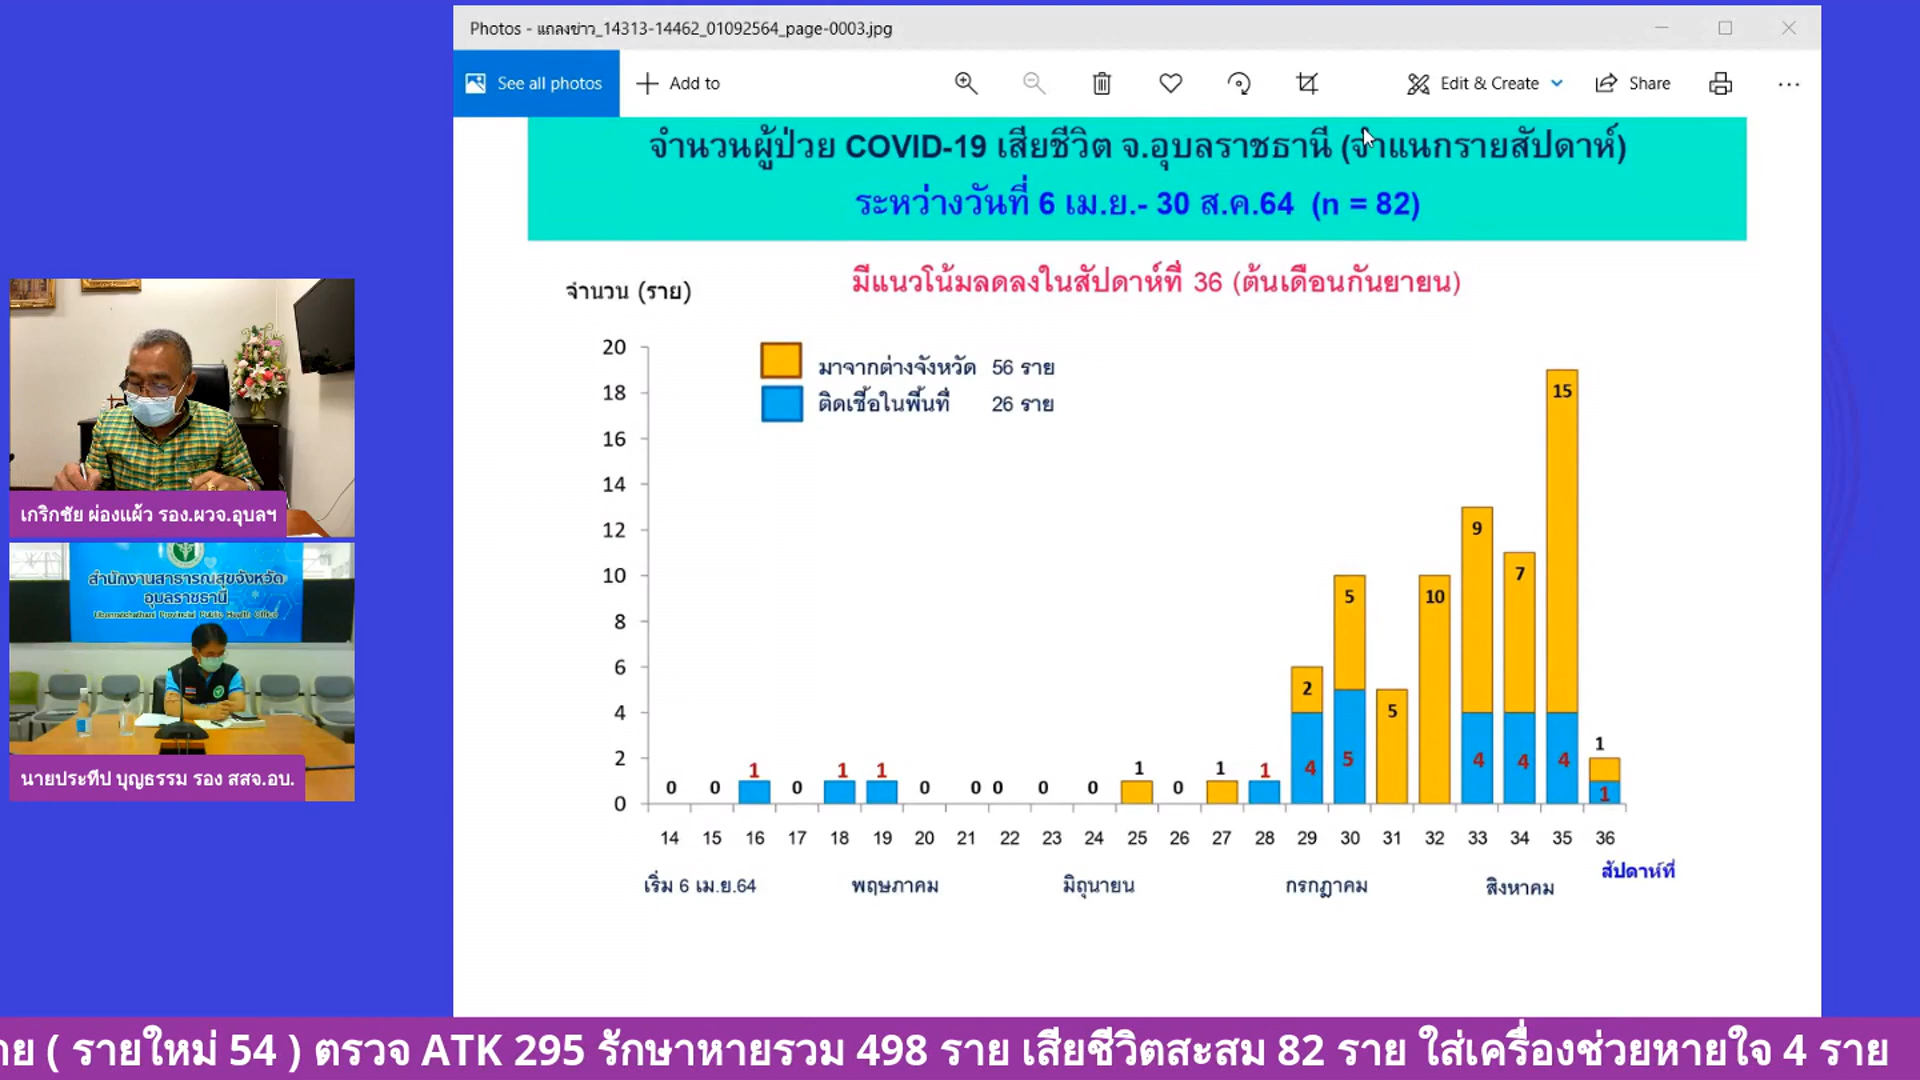 Photos - แถลงข่าว_14313-14462_01092564_page-0003.jpg
See all photos
Add to
Edit & Create
Share
จำนวนผู้ป่วย COVID-19 เสียชีวิต จ.อุบลราชธานี (จำแนกรายสัปดาห์)
ระหว่างวันที่ 6 เม.ย.- 30 ส.ค.64 (n = 82)
มีแนวโน้มลดลงในสัปดาห์ที่ 36 (ต้นเดือนกันยายน)
จำนวน (ราย)
มาจากต่างจังหวัด 56 ราย
ติดเชื้อในพื้นที่ 26 ราย
20
18
16
14
12
10
8
6
4
2
0
15
9
7
5 10
2 5
4 5 4 4 4
1 1 1
0 0 1 0 1 1 0 0 0 0 0 0 1 1
14 15 16 17 18 19 20 21 22 23 24 25 26 27 28 29 30 31 32 33 34 35 36
สัปดาห์ที่
เริ่ม 6 เม.ย.64 พฤษภาคม มิถุนายน กรกฎาคม สิงหาคม
เกริกชัย ผ่องแผ้ว รอง.ผวจ.อุบลฯ
สำนักงานสาธารณสุขจังหวัด
อุบลราชธานี
Provincial Public Health Office
นายประทีป บุญธรรม รอง สสจ.อบ.
าย ( รายใหม่ 54 ) ตรวจ ATK 295 รักษาหายรวม 498 ราย เสียชีวิตสะสม 82 ราย ใส่เครื่องช่วยหายใจ 4 ราย